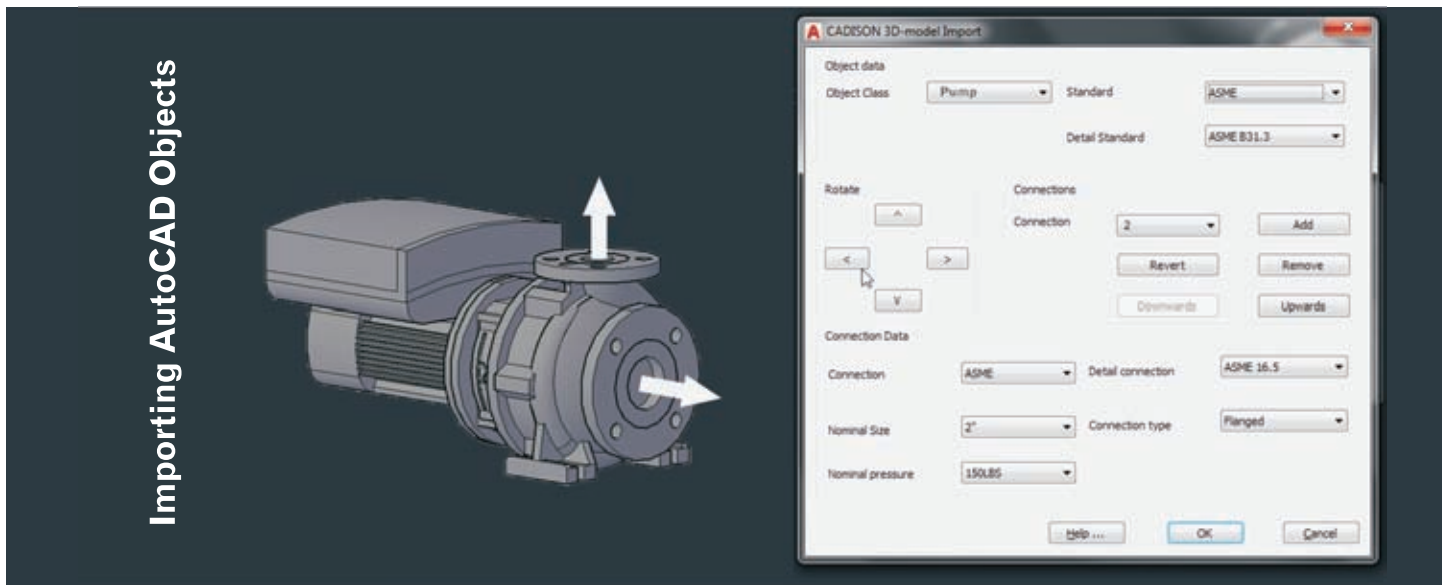 Importing AutoCAD Objects
CADISON 3D-model Import
Object data
Object Class Pump Standard ASME
Detail Standard ASME B31.3
Rotate Connections
^
Connection 2 Add
< > Revert Remove
v Downwards Upwards
Connection Data
Connection ASME Detail connection ASME 16.5
Nominal Size 2" Connection type Flanged
Nominal pressure 150LBS
Help ... OK Cancel